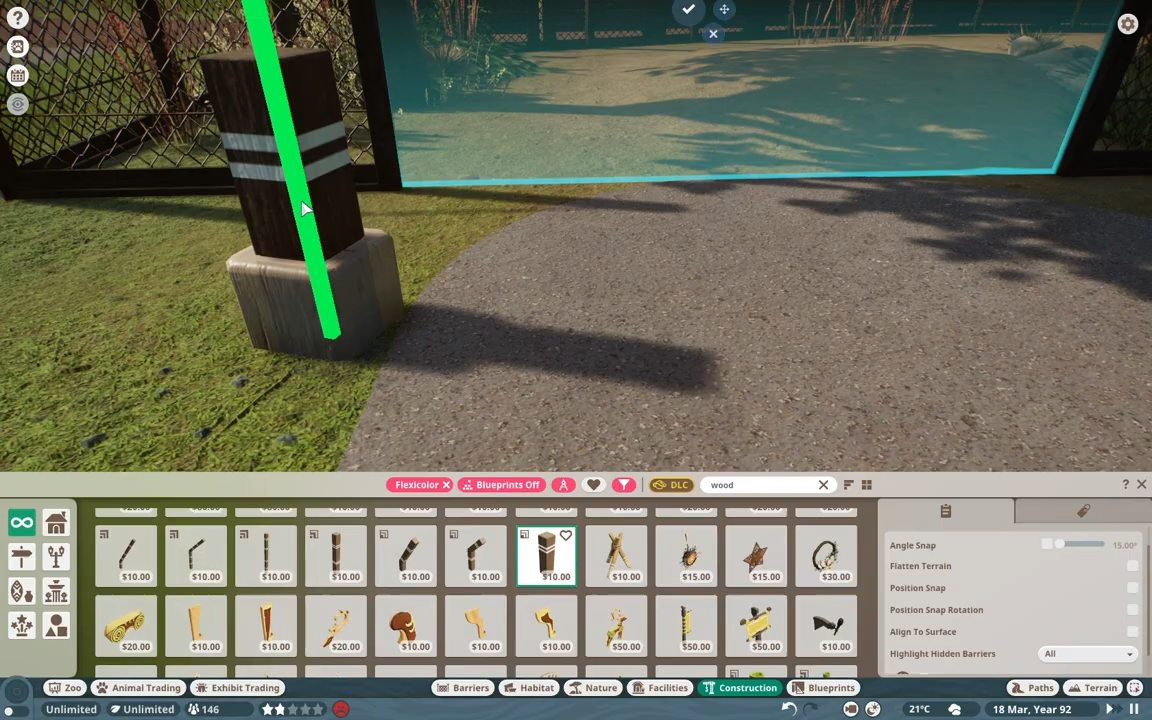 Flexicolor
Blueprints Off
DLC
wood
?
$10.00 $10.00 $10.00 $10.00 $10.00 $10.00 $10.00 $10.00 $15.00 $15.00 $30.00
$20.00 $10.00 $10.00 $20.00 $10.00 $10.00 $10.00 $50.00 $50.00 $50.00 $10.00
Angle Snap 15.00°
Flatten Terrain
Position Snap
Position Snap Rotation
Align To Surface
Highlight Hidden Barriers All
Zoo Animal Trading Exhibit Trading Barriers Habitat Nature Facilities Construction Blueprints Paths Terrain
Unlimited Unlimited 146 21°C 18 Mar, Year 92